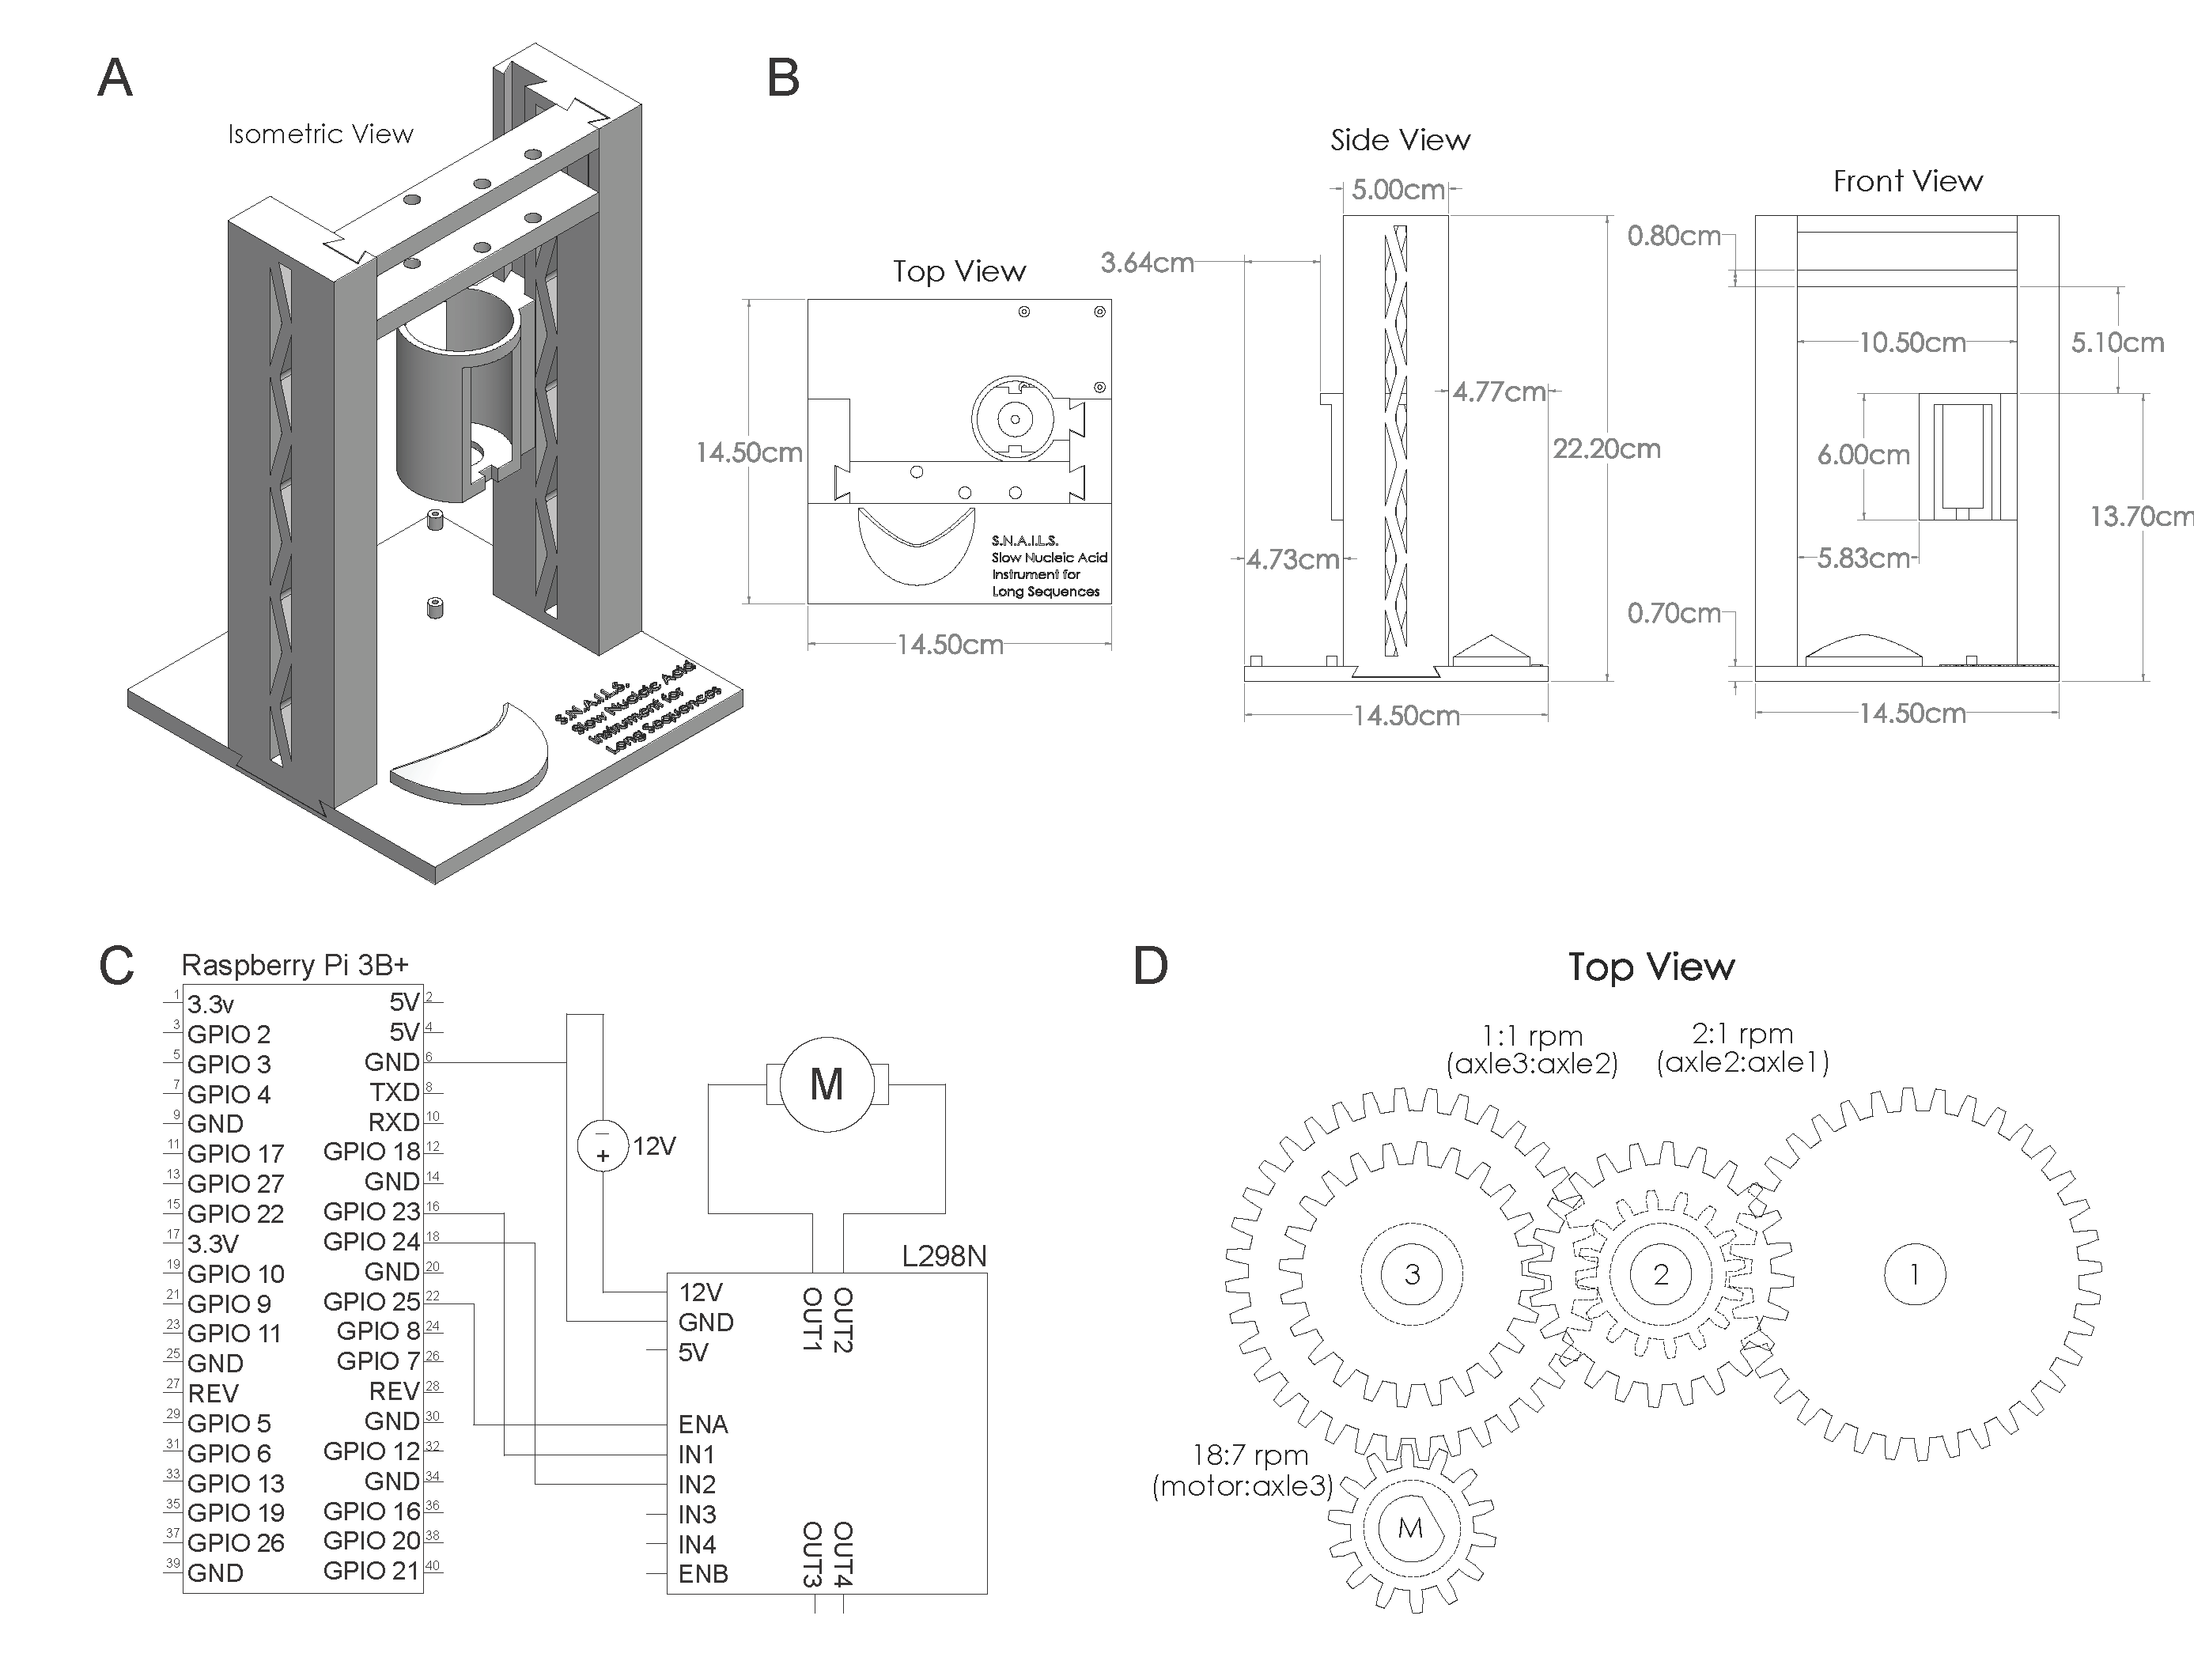 A
Isometric View
S.N.A.I.L.S.
Slow Nucleic Acid
Instrument for
Long Sequences
B
Top View
14.50cm
14.50cm
S.N.A.I.L.S.
Slow Nucleic Acid
Instrument for
Long Sequences
Side View
5.00cm
3.64cm
4.77cm
22.20cm
4.73cm
14.50cm
Front View
0.80cm
10.50cm
5.10cm
6.00cm
13.70cm
5.83cm
0.70cm
14.50cm
C
Raspberry Pi 3B+
1 3.3v 5V 2
3 GPIO 2 5V 4
5 GPIO 3 GND 6
7 GPIO 4 TXD 8
9 GND RXD 10
11 GPIO 17 GPIO 18 12
13 GPIO 27 GND 14
15 GPIO 22 GPIO 23 16
17 3.3V GPIO 24 18
19 GPIO 10 GND 20
21 GPIO 9 GPIO 25 22
23 GPIO 11 GPIO 8 24
25 GND GPIO 7 26
27 REV REV 28
29 GPIO 5 GND 30
31 GPIO 6 GPIO 12 32
33 GPIO 13 GND 34
35 GPIO 19 GPIO 16 36
37 GPIO 26 GPIO 20 38
39 GND GPIO 21 40
− + 12V
M
L298N
12V
GND
5V
ENA
IN1
IN2
IN3
IN4
ENB
OUT1
OUT2
OUT3
OUT4
D
Top View
1:1 rpm
(axle3:axle2)
2:1 rpm
(axle2:axle1)
3
2
1
18:7 rpm
(motor:axle3)
M